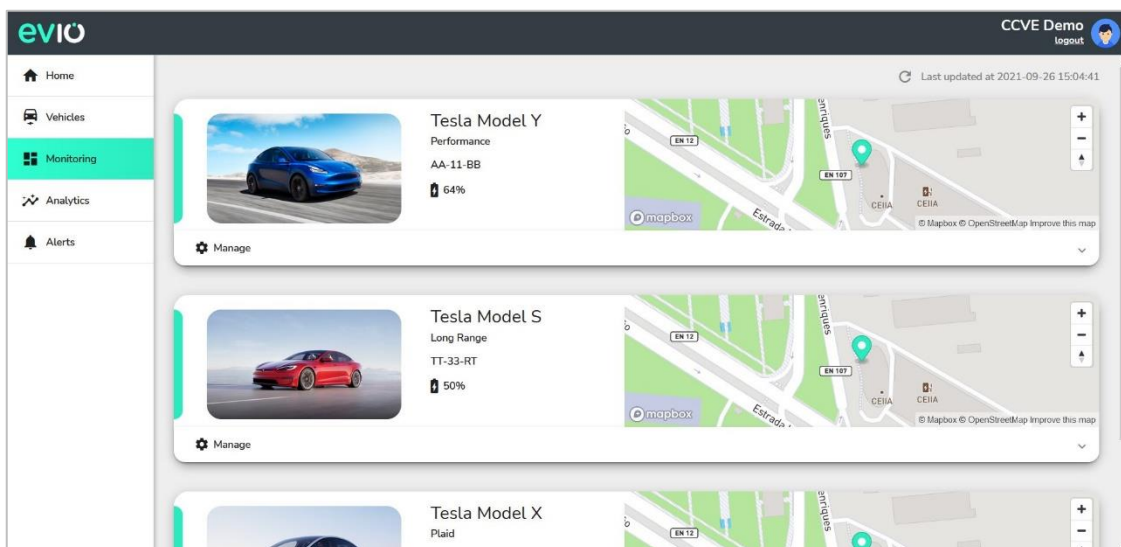 evio
CCVE Demo
logout
Home
Vehicles
Monitoring
Analytics
Alerts
Last updated at 2021-09-26 15:04:41
Tesla Model Y
Performance
AA-11-BB
64%
EN 12
enriques
EN 107
CEIIA
CEIIA
mapbox
Estrada
© Mapbox © OpenStreetMap Improve this map
+
-
Manage
Tesla Model S
Long Range
TT-33-RT
50%
EN 12
enriques
EN 107
CEIIA
CEIIA
mapbox
Estrada
© Mapbox © OpenStreetMap Improve this map
+
-
Manage
Tesla Model X
Plaid
EN 12
enriques
+
-